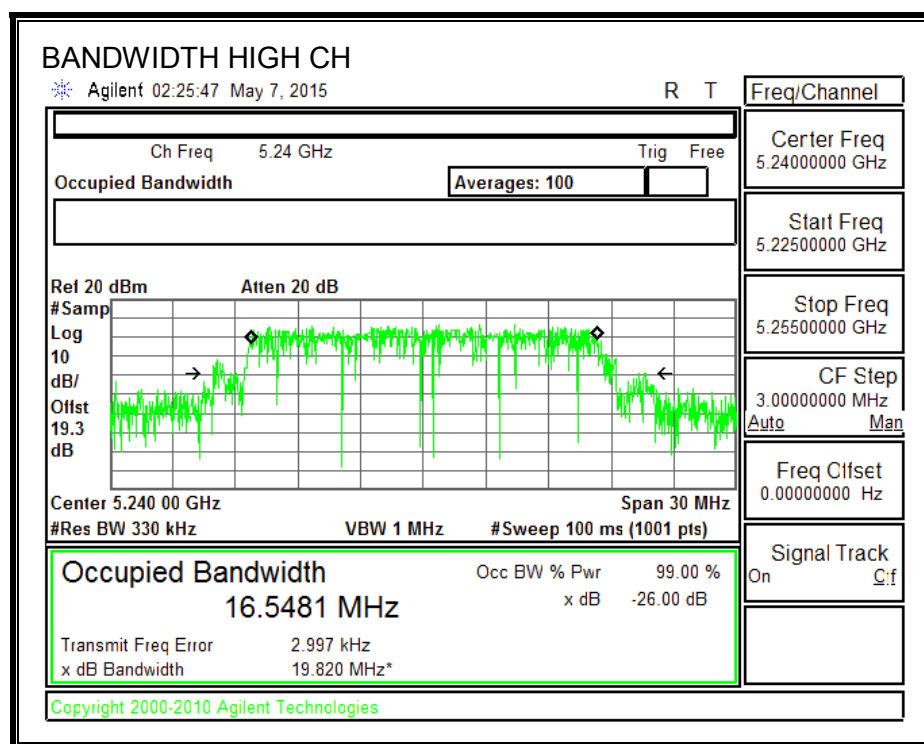 BANDWIDTH HIGH CH
Agilent 02:25:47 May 7, 2015 R T
Freq/Channel
Ch Freq 5.24 GHz Trig Free
Occupied Bandwidth Averages: 100
Center Freq
5.24000000 GHz
Start Freq
5.22500000 GHz
Stop Freq
5.25500000 GHz
CF Step
3.00000000 MHz
Auto Man
Freq Offset
0.00000000 Hz
Signal Track
On Off
Ref 20 dBm Atten 20 dB
#Samp
Log
10
dB/
Offst
19.3
dB
Center 5.240 00 GHz Span 30 MHz
#Res BW 330 kHz VBW 1 MHz #Sweep 100 ms (1001 pts)
Occupied Bandwidth
16.5481 MHz
Occ BW % Pwr 99.00 %
x dB -26.00 dB
Transmit Freq Error 2.997 kHz
x dB Bandwidth 19.820 MHz*
Copyright 2000-2010 Agilent Technologies